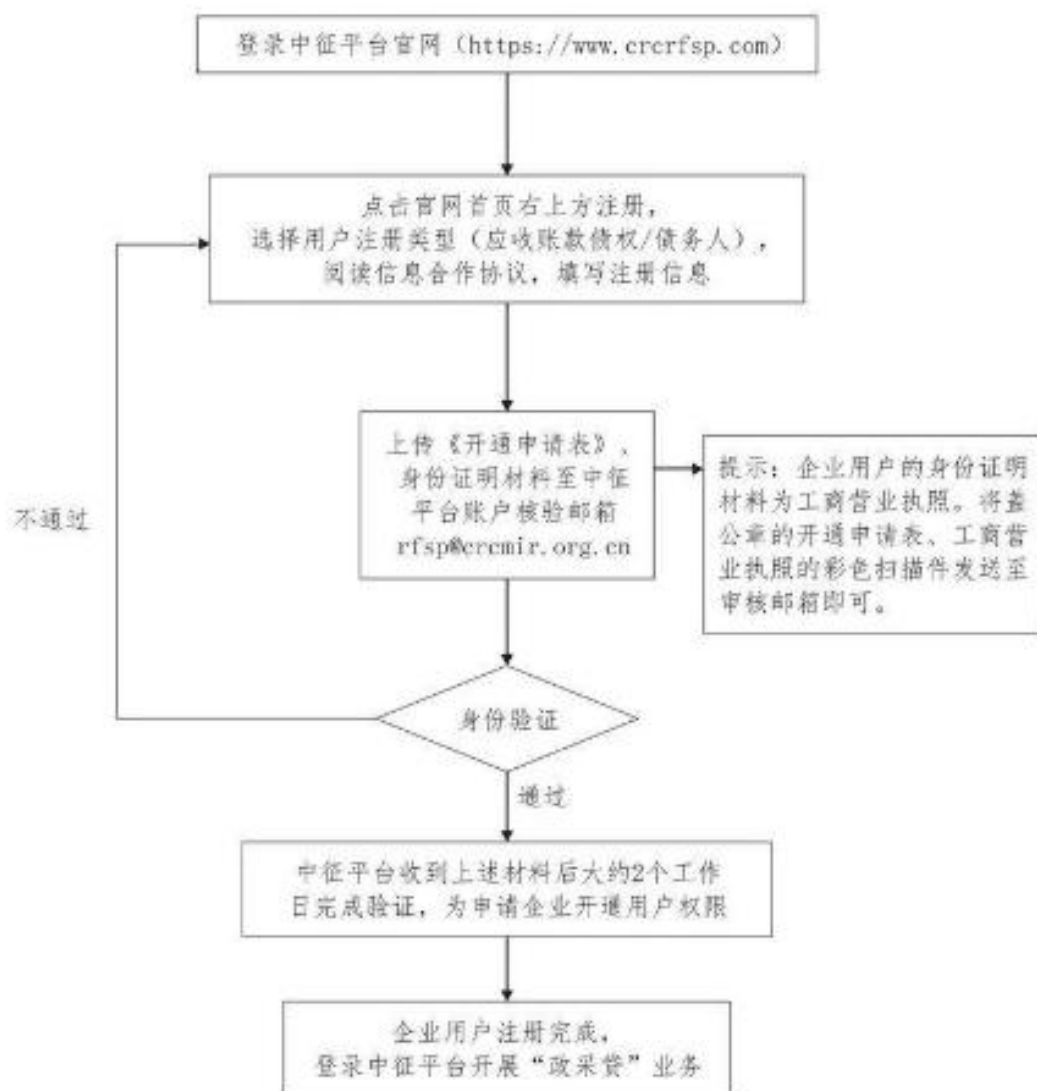 登录中征平台官网（https://www.crcrfsp.com）
点击官网首页右上方注册，
选择用户注册类型（应收账款债权/债务人），
阅读信息合作协议，填写注册信息
上传《开通申请表》、
身份证明材料至中征
平台账户核验邮箱
rfsp@crcmir.org.cn
提示：企业用户的身份证明
材料为工商营业执照。将盖
公章的开通申请表、工商营
业执照的彩色扫描件发送至
审核邮箱即可。
不通过
身份验证
通过
中征平台收到上述材料后大约2个工作
日完成验证，为申请企业开通用户权限
企业用户注册完成，
登录中征平台开展“政采贷”业务